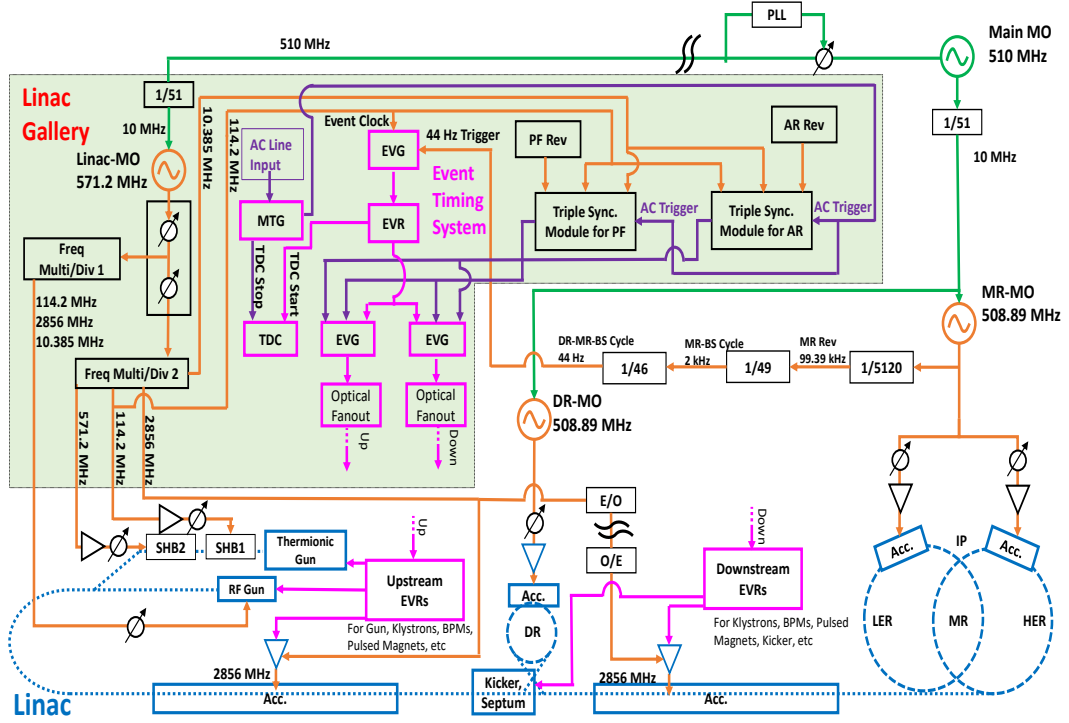 PLL
Main MO
510 MHz
510 MHz
1/51
10 MHz
1/51
10 MHz
Linac
Gallery
Linac-MO
571.2 MHz
10.385 MHz
114.2 MHz
Event Clock
AC Line
Input
EVG
44 Hz Trigger
PF Rev
AR Rev
Event
Timing
System
MTG
EVR
Triple Sync.
Module for PF
AC Trigger
Triple Sync.
Module for AR
AC Trigger
TDC Stop
TDC Start
Freq
Multi/Div 1
114.2 MHz
2856 MHz
10.385 MHz
TDC
EVG
EVG
Freq Multi/Div 2
Optical
Fanout
Optical
Fanout
Up
Down
571.2 MHz
114.2 MHz
2856 MHz
MR-MO
508.89 MHz
DR-MR-BS Cycle
44 Hz
1/46
MR-BS Cycle
2 kHz
1/49
MR Rev
99.39 kHz
1/5120
DR-MO
508.89 MHz
E/O
O/E
SHB2
SHB1
Thermionic
Gun
RF Gun
Up
Upstream
EVRs
For Gun, Klystrons, BPMs,
Pulsed Magnets, etc
Acc.
DR
Down
Downstream
EVRs
For Klystrons, BPMs, Pulsed
Magnets, Kicker, etc
Acc.
IP
Acc.
LER
MR
HER
2856 MHz
2856 MHz
Linac
Acc.
Kicker,
Septum
Acc.